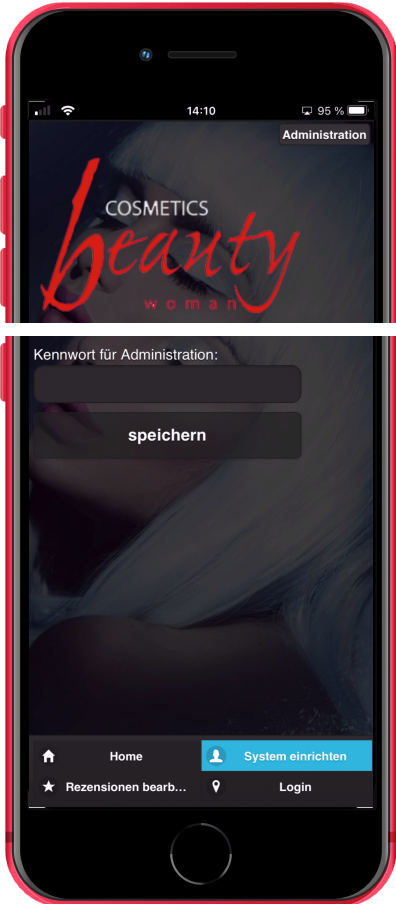 14:10
95 %
Administration
COSMETICS
beauty
woman
Kennwort für Administration:
speichern
Home
System einrichten
Rezensionen bearb...
Login